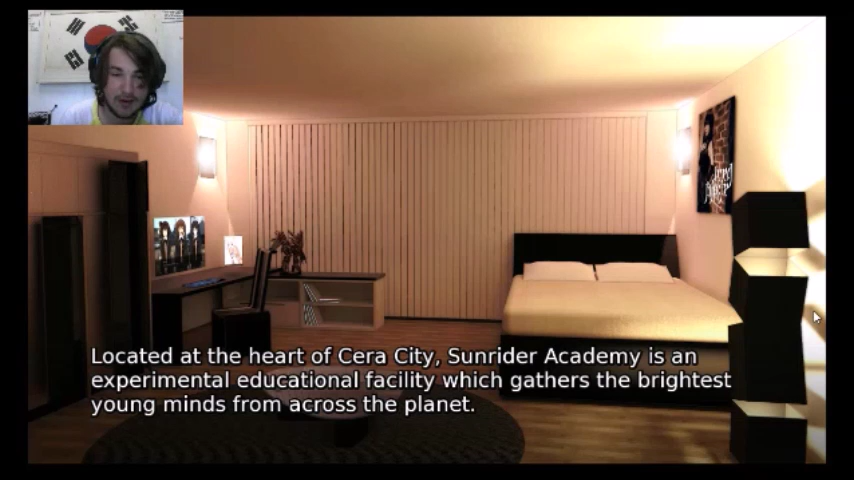 Located at the heart of Cera City, Sunrider Academy is an
experimental educational facility which gathers the brightest
young minds from across the planet.